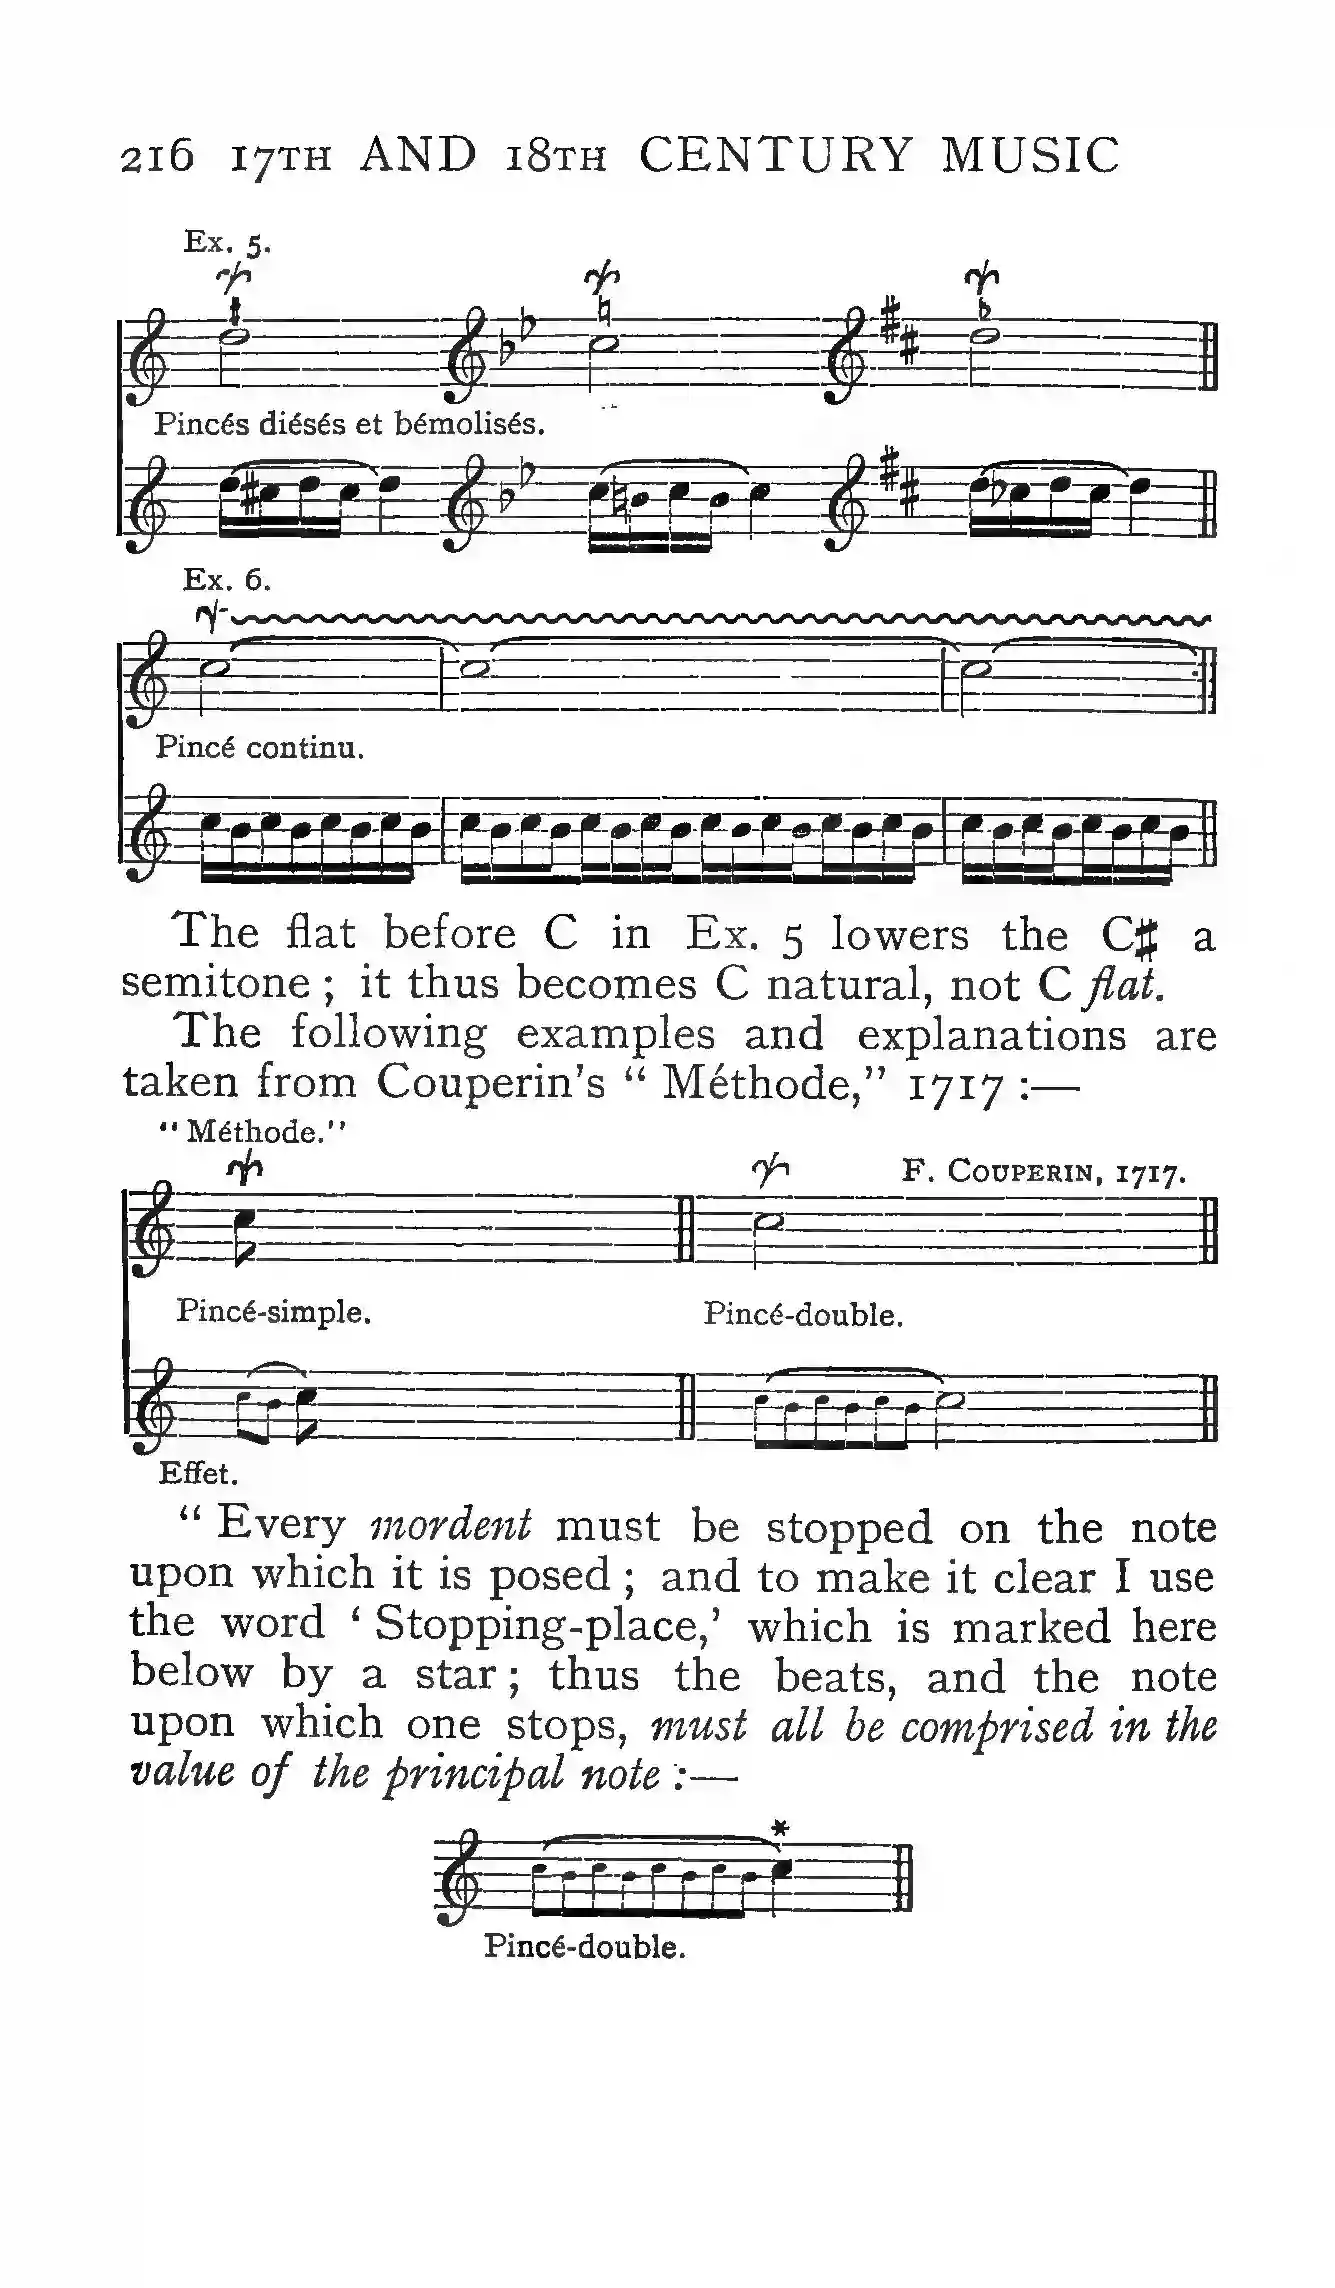 216 17TH AND 18TH CENTURY MUSIC
Ex. 5.
Pincés diésés et bémolisés.
Ex. 6.
Pincé continu.
The flat before C in Ex. 5 lowers the C♯ a
semitone ; it thus becomes C natural, not C flat.
The following examples and explanations are
taken from Couperin's “ Méthode,” 1717 :—
“ Méthode.”
F. COUPERIN, 1717.
Pincé-simple. Pincé-double.
Effet.
“ Every mordent must be stopped on the note
upon which it is posed ; and to make it clear I use
the word ‘ Stopping-place,’ which is marked here
below by a star ; thus the beats, and the note
upon which one stops, must all be comprised in the
value of the principal note :—
*
Pincé-double.